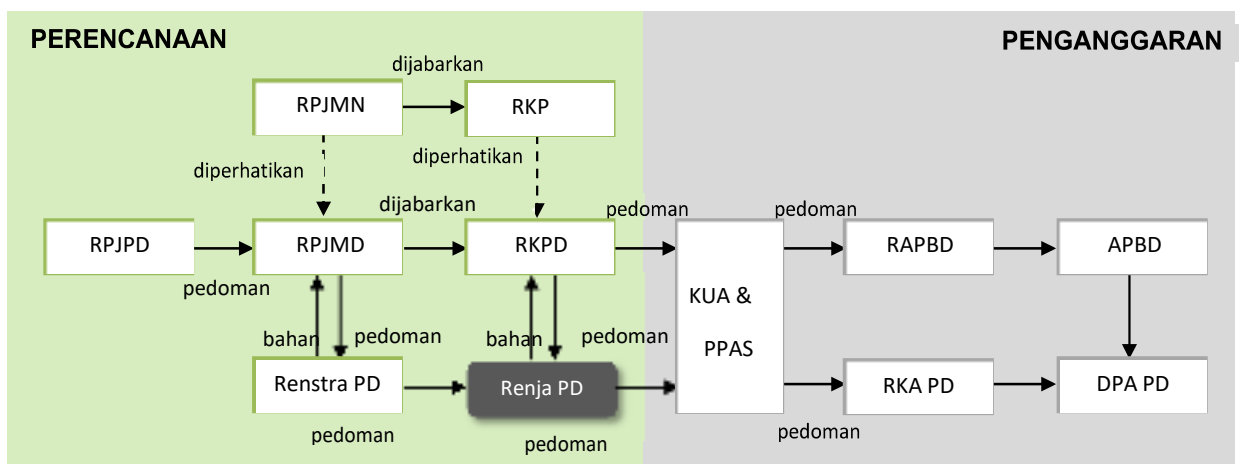 PERENCANAAN
PENGANGGARAN
dijabarkan
RPJMN
RKP
diperhatikan
diperhatikan
dijabarkan
pedoman
pedoman
RPJPD
RPJMD
RKPD
RAPBD
APBD
pedoman
KUA &
PPAS
bahan
pedoman
bahan
pedoman
Renstra PD
Renja PD
RKA PD
DPA PD
pedoman
pedoman
pedoman